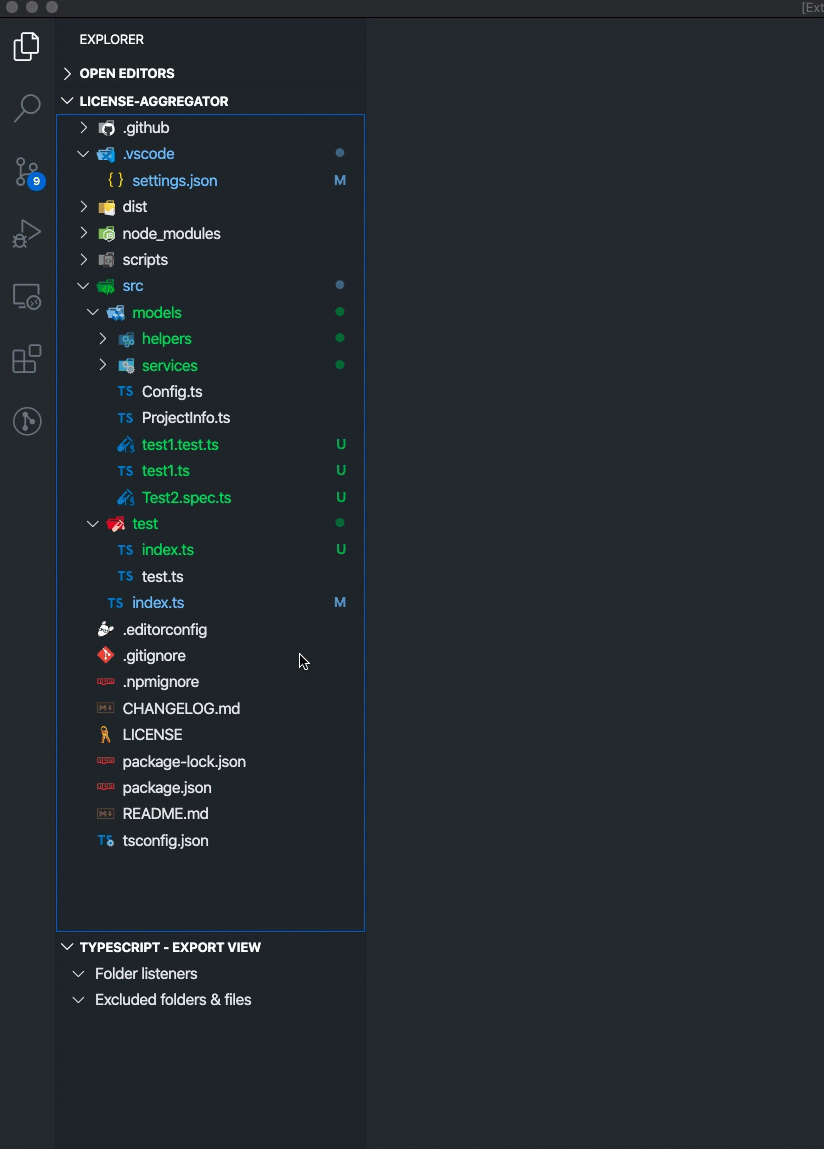 [Ext
EXPLORER
OPEN EDITORS
LICENSE-AGGREGATOR
.github
.vscode
{ } settings.json M
9
dist
node_modules
scripts
src
models
helpers
services
TS Config.ts
TS ProjectInfo.ts
test1.test.ts U
TS test1.ts U
Test2.spec.ts U
test
TS index.ts U
TS test.ts
TS index.ts M
.editorconfig
.gitignore
.npmignore
M↓ CHANGELOG.md
LICENSE
package-lock.json
package.json
M↓ README.md
TS tsconfig.json
TYPESCRIPT - EXPORT VIEW
Folder listeners
Excluded folders & files